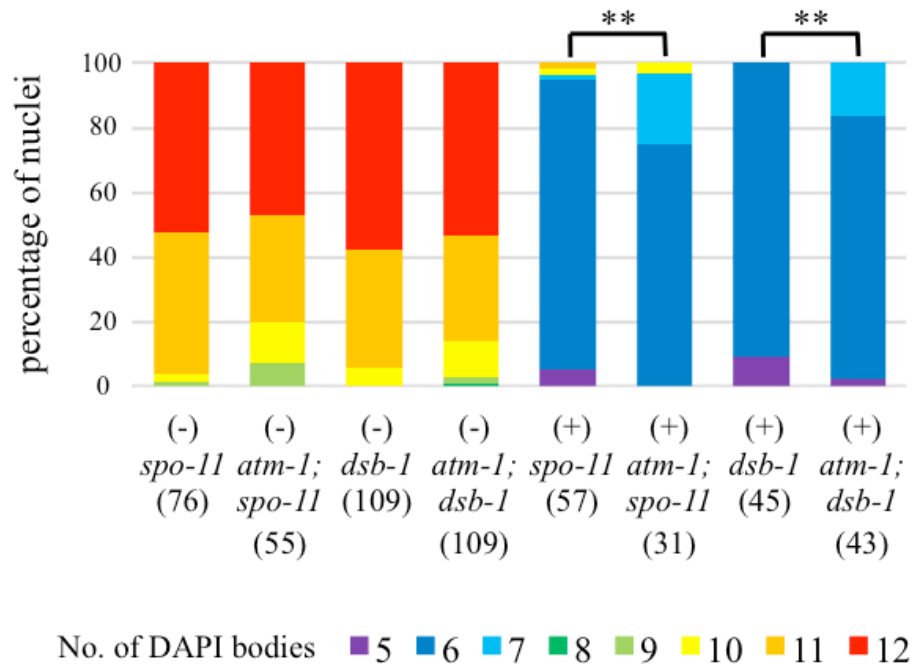 ** **
percentage of nuclei
100
80
60
40
20
0
(-) (-) (-) (-) (+) (+) (+) (+)
spo-11 atm-1; dsb-1 atm-1; spo-11 atm-1; dsb-1 atm-1;
(76) spo-11 (109) dsb-1 (57) spo-11 (45) dsb-1
(55) (109) (31) (43)
No. of DAPI bodies 5 6 7 8 9 10 11 12